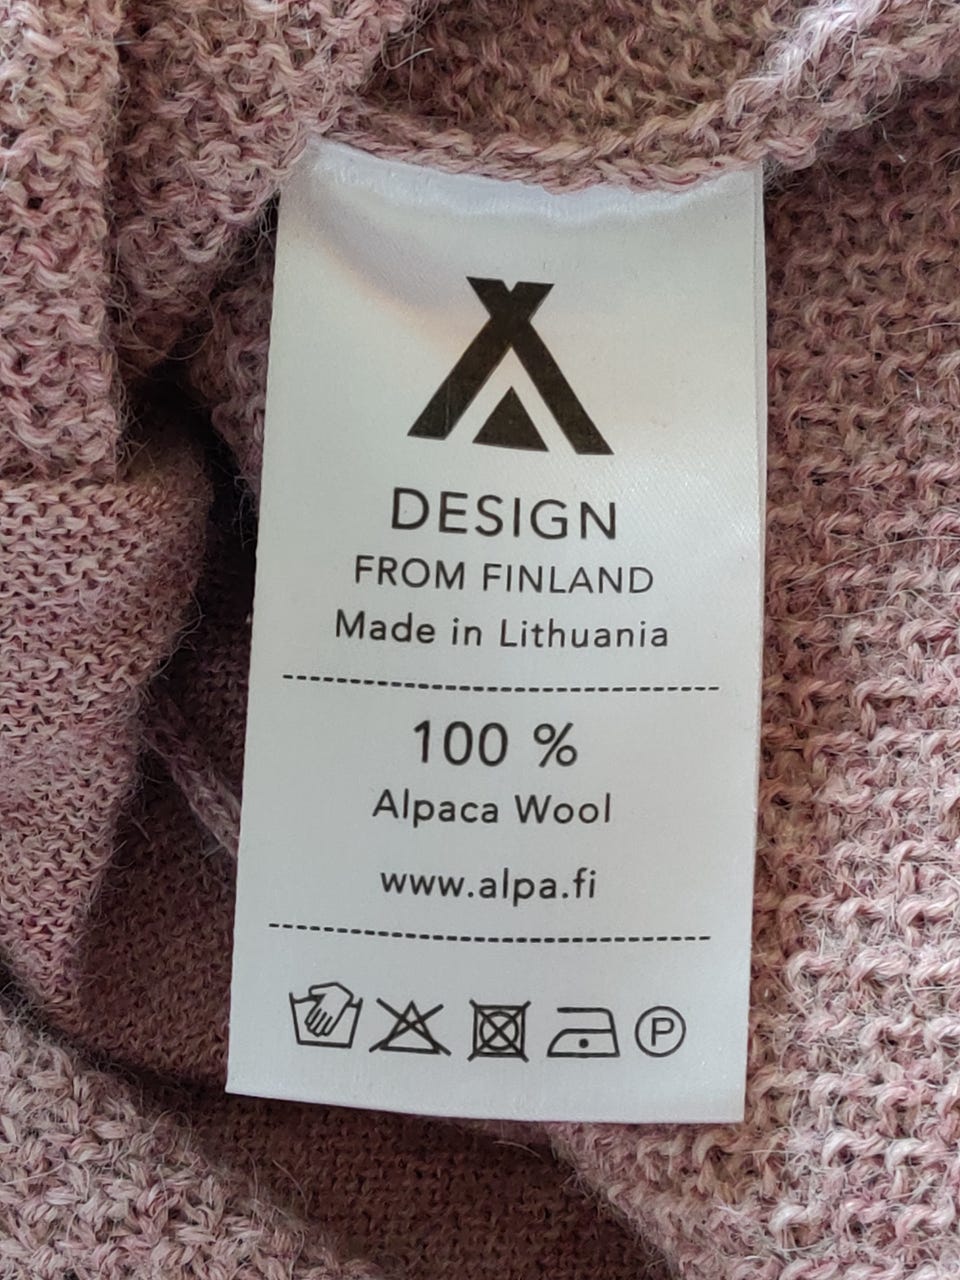 DESIGN
FROM FINLAND
Made in Lithuania
100 %
Alpaca Wool
www.alpa.fi
P